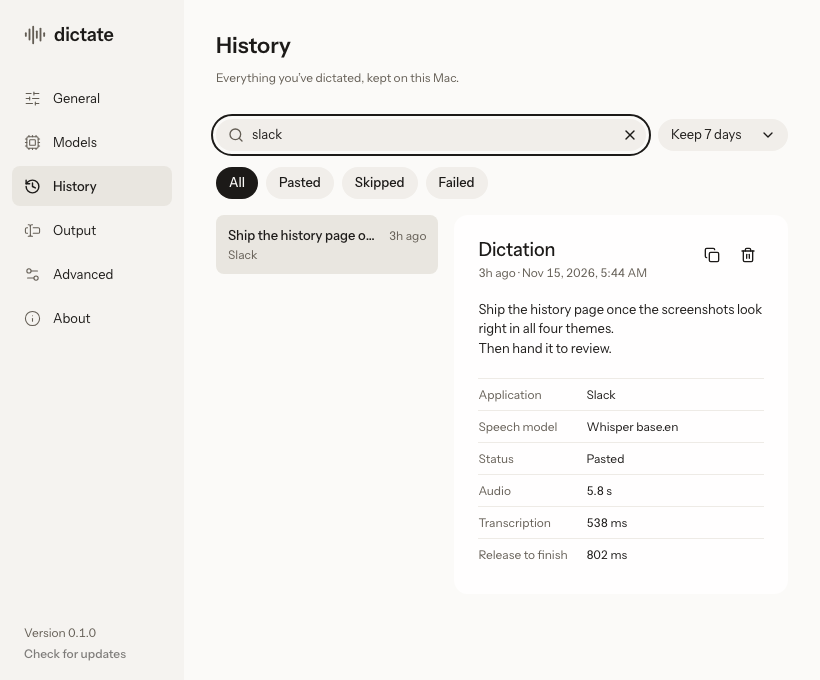 dictate
General
Models
History
Output
Advanced
About
Version 0.1.0
Check for updates
History
Everything you've dictated, kept on this Mac.
slack
Keep 7 days
All
Pasted
Skipped
Failed
Ship the history page o... 3h ago
Slack
Dictation
3h ago · Nov 15, 2026, 5:44 AM
Ship the history page once the screenshots look
right in all four themes.
Then hand it to review.
Application Slack
Speech model Whisper base.en
Status Pasted
Audio 5.8 s
Transcription 538 ms
Release to finish 802 ms